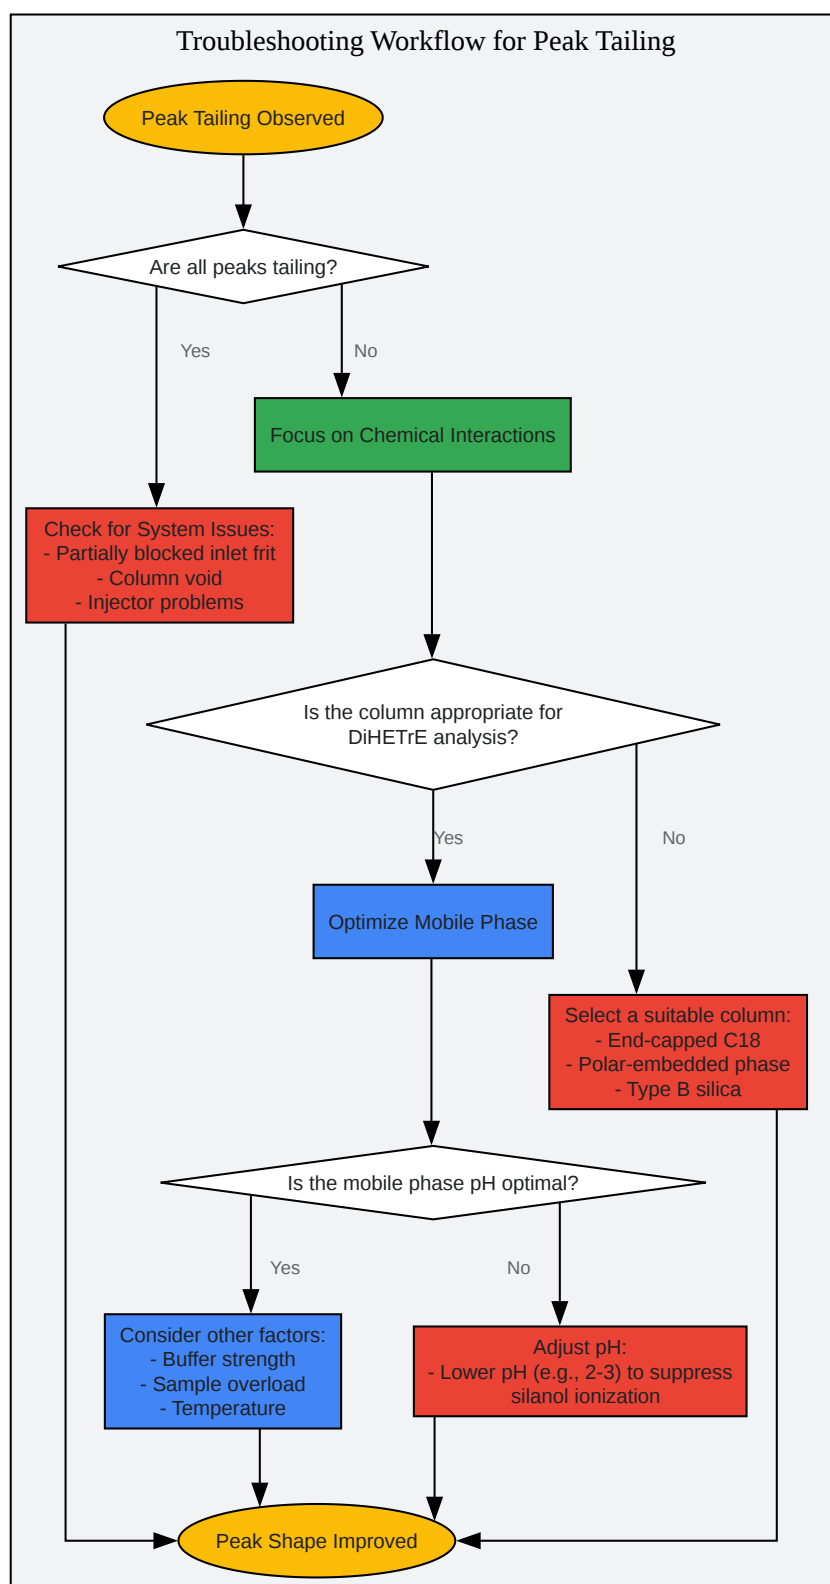 Troubleshooting Workflow for Peak Tailing
Peak Tailing Observed
Are all peaks tailing?
Yes
No
Focus on Chemical Interactions
Check for System Issues:
- Partially blocked inlet frit
- Column void
- Injector problems
Is the column appropriate for
DiHETrE analysis?
Yes
No
Optimize Mobile Phase
Select a suitable column:
- End-capped C18
- Polar-embedded phase
- Type B silica
Is the mobile phase pH optimal?
Yes
No
Consider other factors:
- Buffer strength
- Sample overload
- Temperature
Adjust pH:
- Lower pH (e.g., 2-3) to suppress
silanol ionization
Peak Shape Improved